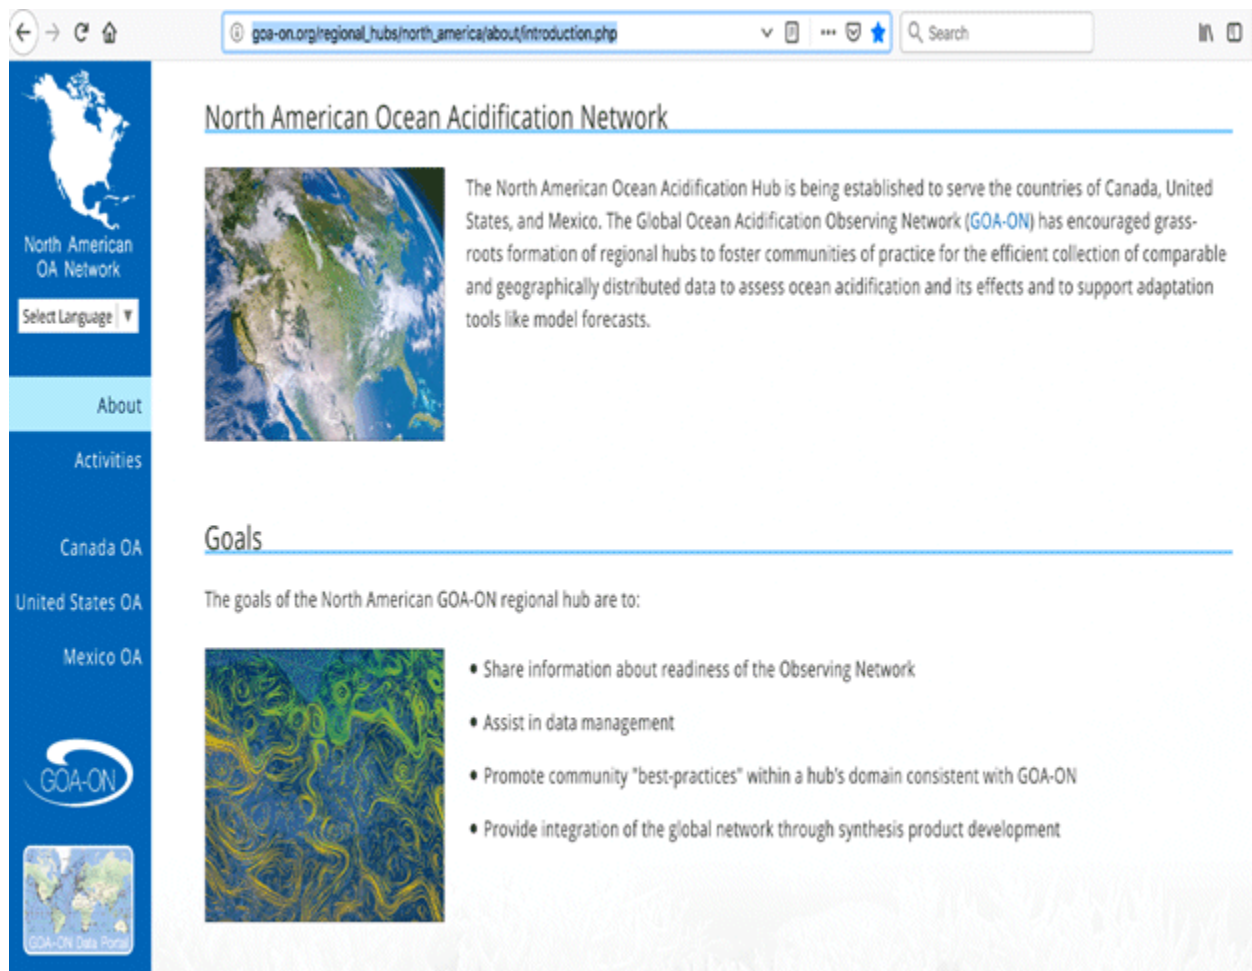 goa-on.org/regional_hubs/north_america/about/introduction.php
Search
North American
OA Network
Select Language
About
Activities
Canada OA
United States OA
Mexico OA
GOA-ON
GOA-ON Data Portal
North American Ocean Acidification Network
The North American Ocean Acidification Hub is being established to serve the countries of Canada, United
States, and Mexico. The Global Ocean Acidification Observing Network (GOA-ON) has encouraged grass-
roots formation of regional hubs to foster communities of practice for the efficient collection of comparable
and geographically distributed data to assess ocean acidification and its effects and to support adaptation
tools like model forecasts.
Goals
The goals of the North American GOA-ON regional hub are to:
• Share information about readiness of the Observing Network
• Assist in data management
• Promote community "best-practices" within a hub's domain consistent with GOA-ON
• Provide integration of the global network through synthesis product development